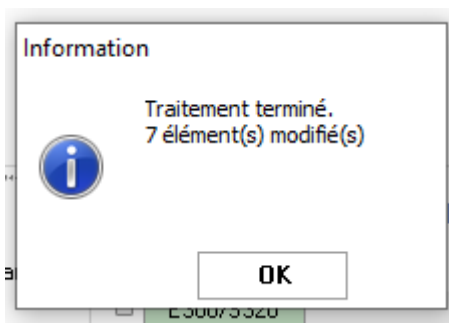 Information
Traitement terminé.
7 élément(s) modifié(s)
OK